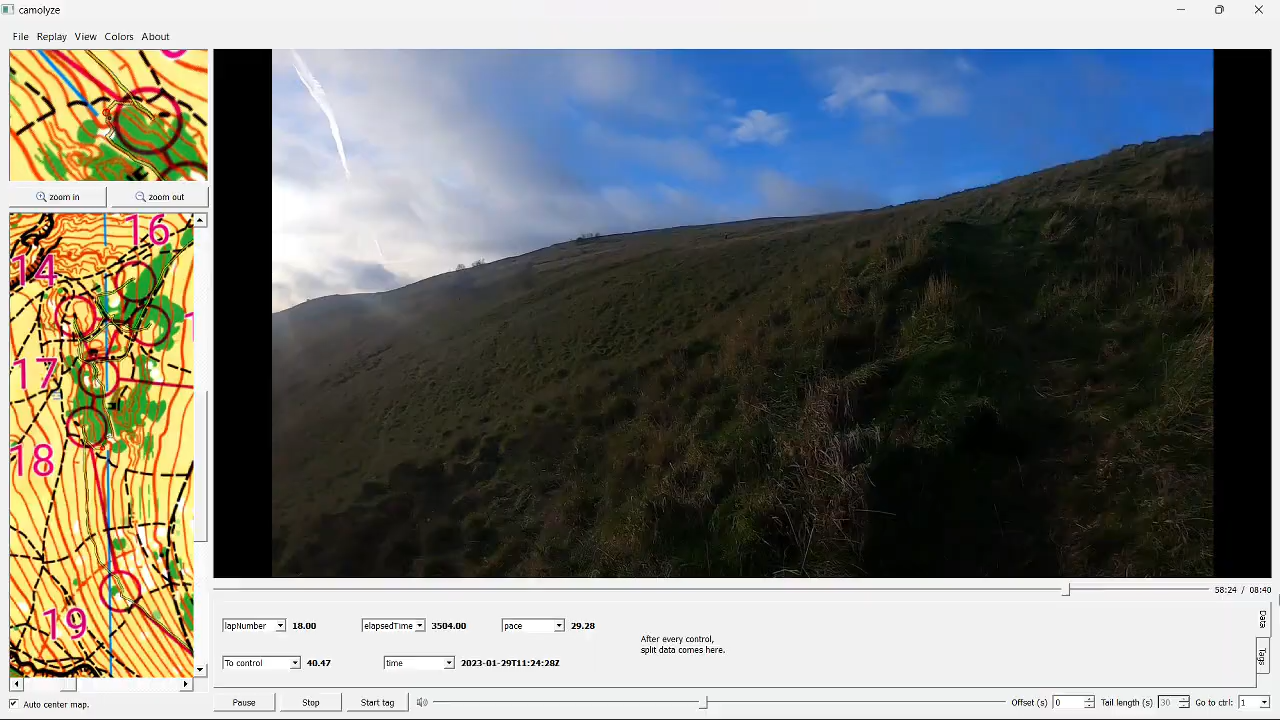 camolyze
File Replay View Colors About
zoom in zoom out
16
14
17
18
19
58:24 / 08:40
lapNumber 18.00 elapsedTime 3504.00 pace 29.28
After every control,
split data comes here.
To control 40.47 time 2023-01-29T11:24:28Z
Data
Tags
Auto center map.
Pause Stop Start tag Offset (s) 0 Tail length (s) 30 Go to ctrl: 1